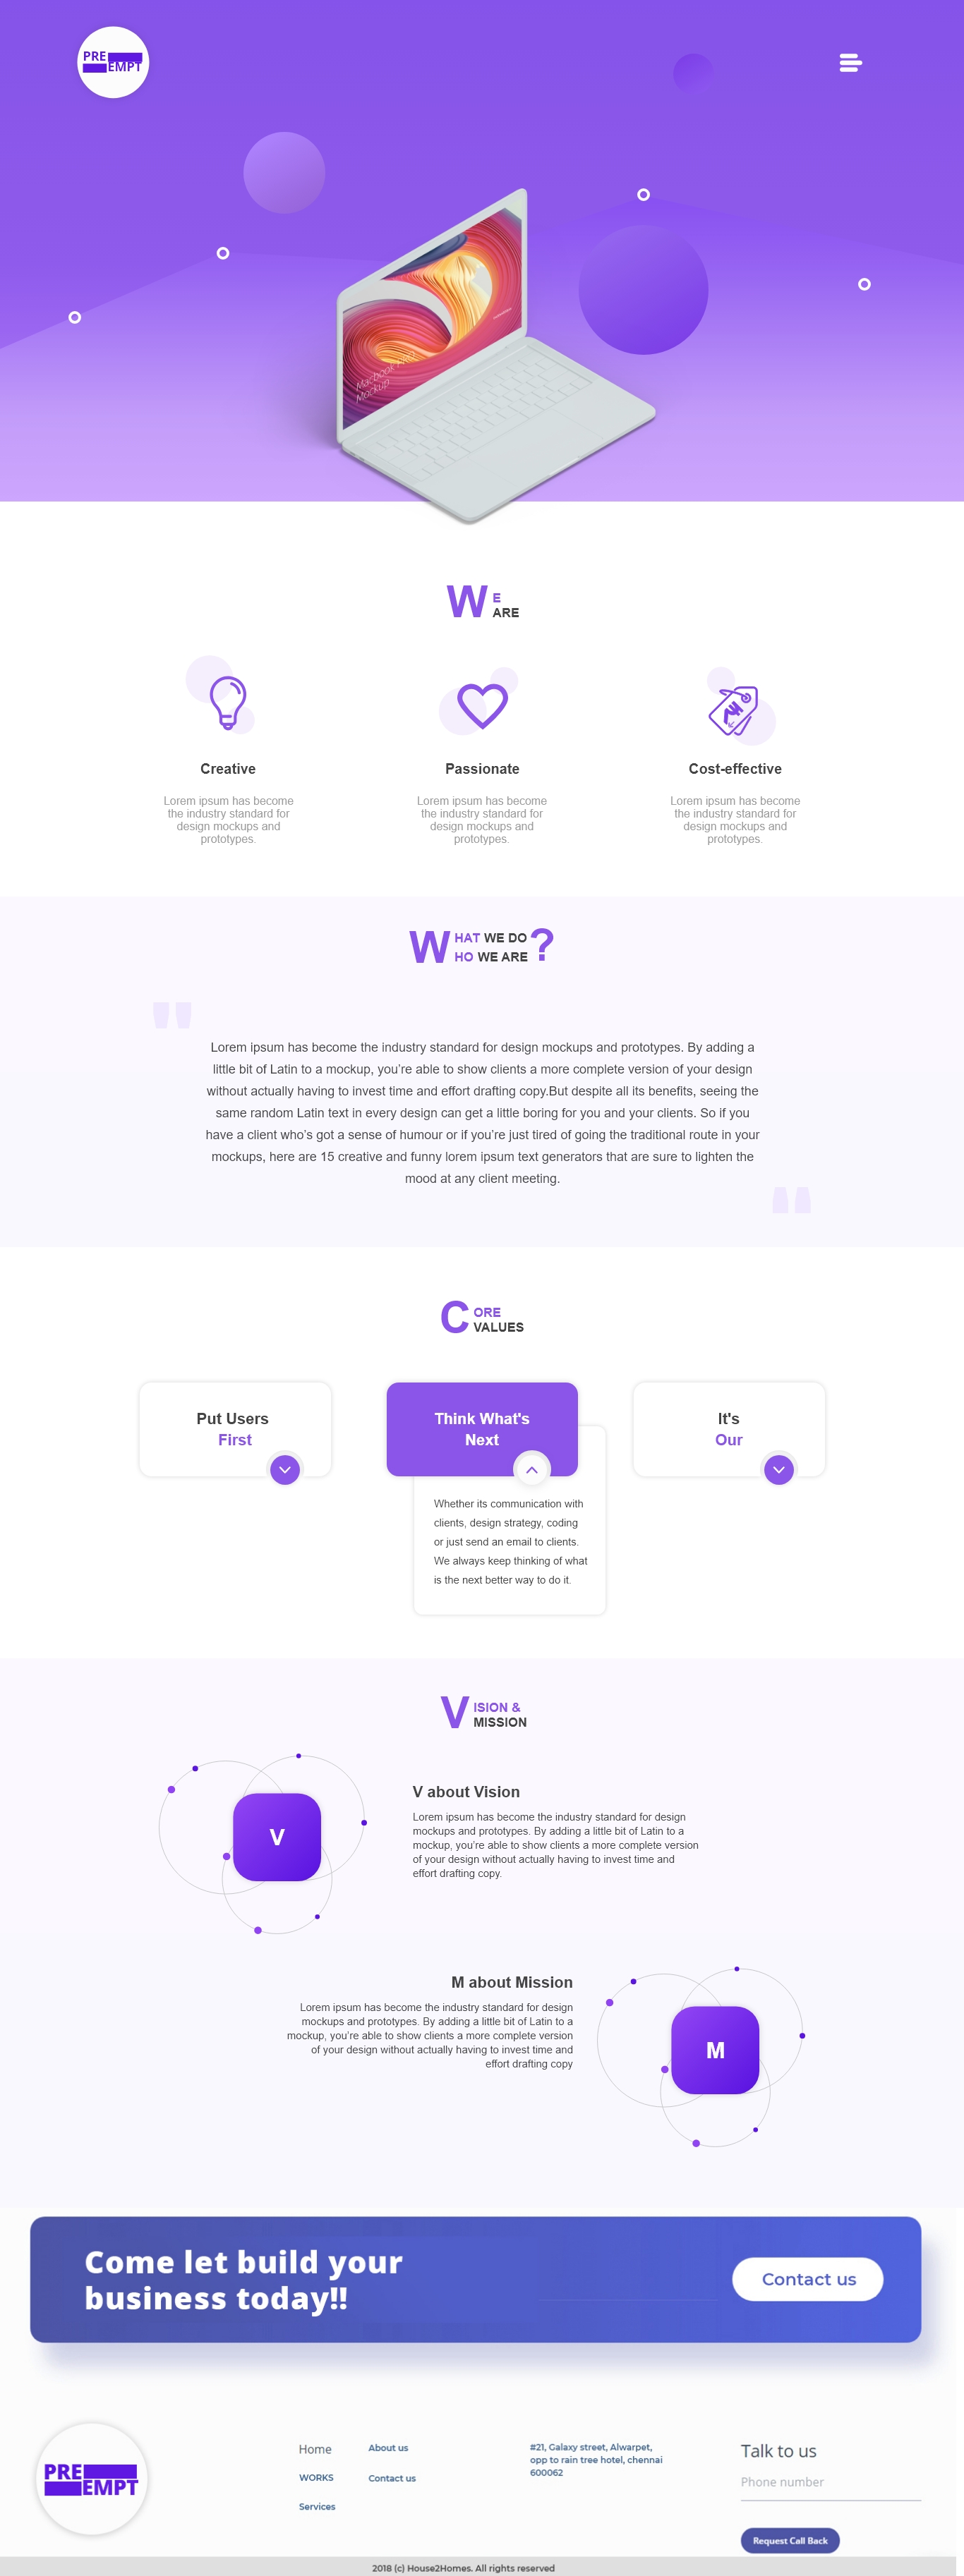 PRE
EMPT
Macbook Pro
Mockup
WE
ARE
Creative
Passionate
Cost-effective
Lorem ipsum has become
the industry standard for
design mockups and
prototypes.
Lorem ipsum has become
the industry standard for
design mockups and
prototypes.
Lorem ipsum has become
the industry standard for
design mockups and
prototypes.
WHAT WE DO ?
HO WE ARE
"
Lorem ipsum has become the industry standard for design mockups and prototypes. By adding a
little bit of Latin to a mockup, you’re able to show clients a more complete version of your design
without actually having to invest time and effort drafting copy.But despite all its benefits, seeing the
same random Latin text in every design can get a little boring for you and your clients. So if you
have a client who’s got a sense of humour or if you’re just tired of going the traditional route in your
mockups, here are 15 creative and funny lorem ipsum text generators that are sure to lighten the
mood at any client meeting.
"
CORE
VALUES
Put Users
First
Think What's
Next
It's
Our
Whether its communication with
clients, design strategy, coding
or just send an email to clients.
We always keep thinking of what
is the next better way to do it.
VISION &
MISSION
V
V about Vision
Lorem ipsum has become the industry standard for design
mockups and prototypes. By adding a little bit of Latin to a
mockup, you’re able to show clients a more complete version
of your design without actually having to invest time and
effort drafting copy.
M about Mission
Lorem ipsum has become the industry standard for design
mockups and prototypes. By adding a little bit of Latin to a
mockup, you’re able to show clients a more complete version
of your design without actually having to invest time and
effort drafting copy
M
Come let build your
business today!!
Contact us
PRE
EMPT
Home
WORKS
Services
About us
Contact us
#21, Galaxy street, Alwarpet,
opp to rain tree hotel, chennai
600062
Talk to us
Phone number
Request Call Back
2018 (c) House2Homes. All rights reserved